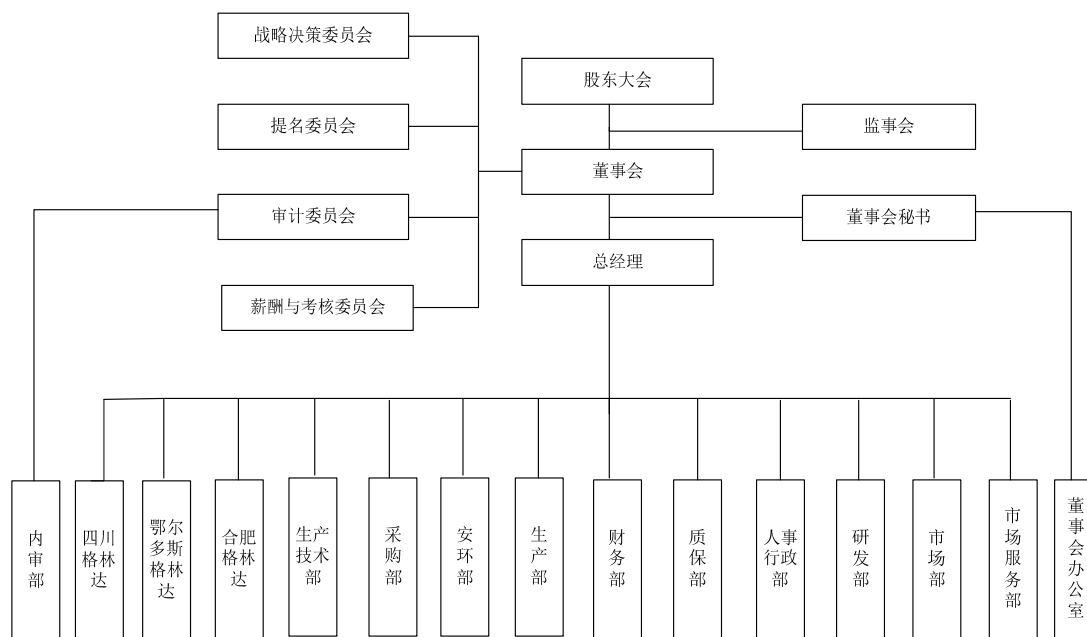 战略决策委员会
股东大会
提名委员会
监事会
董事会
审计委员会
董事会秘书
总经理
薪酬与考核委员会
内审部
四川
格林
达
鄂尔
多斯
格林
达
合肥
格林
达
生产
技术
部
采购部
安环部
生产部
财务部
质保部
人事
行政
部
研发部
市场部
市场服务部
董事会办公室